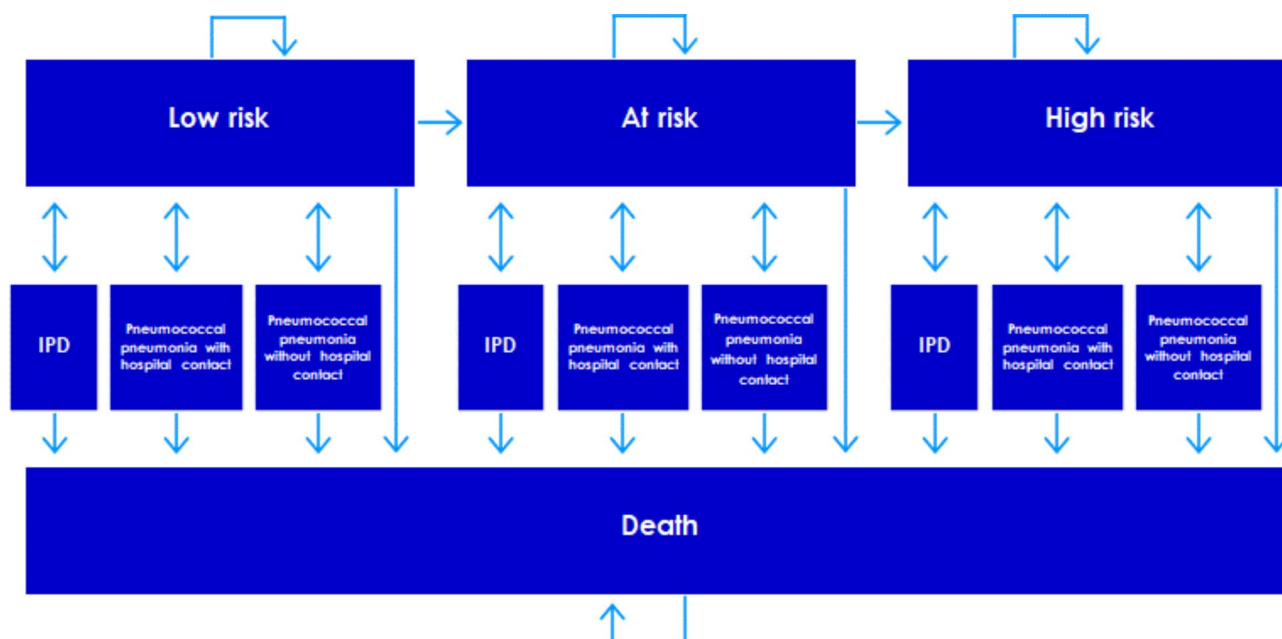 Low risk
At risk
High risk
IPD
Pneumococcal
pneumonia with
hospital contact
Pneumococcal
pneumonia
without hospital
contact
IPD
Pneumococcal
pneumonia with
hospital contact
Pneumococcal
pneumonia
without hospital
contact
IPD
Pneumococcal
pneumonia with
hospital contact
Pneumococcal
pneumonia
without hospital
contact
Death